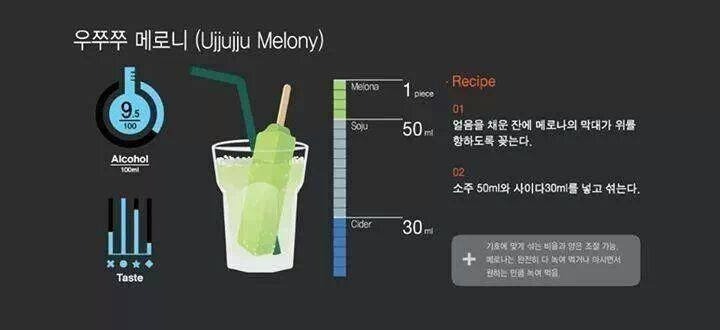 우쭈쭈 메로니 (Ujjujju Melony)
9.5
100
Alcohol
100ml
Taste
Melona
1 piece
Soju
50 ml
Cider
30 ml
· Recipe
01
얼음을 채운 잔에 메로나의 막대가 위를
향하도록 꽂는다.
02
소주 50ml와 사이다30ml를 넣고 섞는다.
+
기호에 맞게 섞는 비율과 양은 조절 가능.
메로나는 완전히 다 녹여 먹거나 마시면서
원하는 만큼 녹여 먹음.